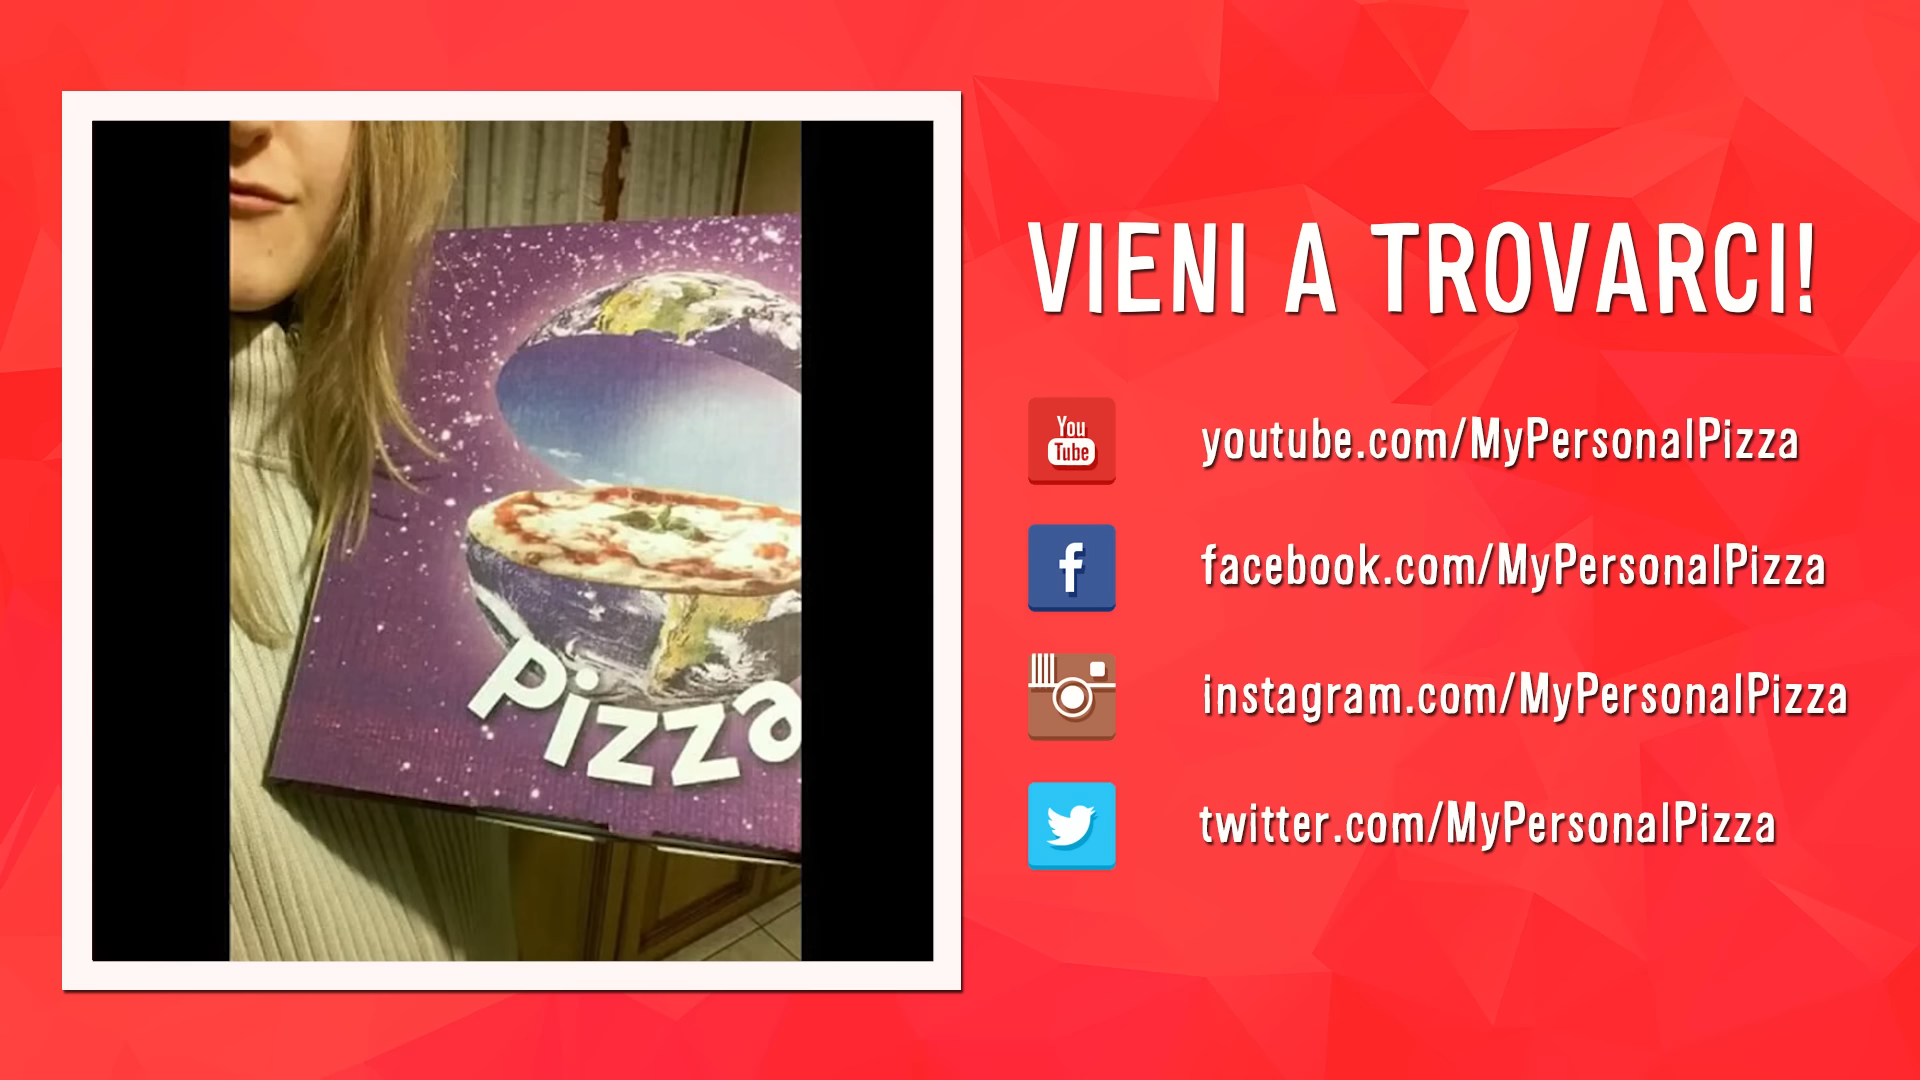 Pizza
VIENI A TROVARCI!
You
Tube
youtube.com/MyPersonalPizza
facebook.com/MyPersonalPizza
instagram.com/MyPersonalPizza
twitter.com/MyPersonalPizza